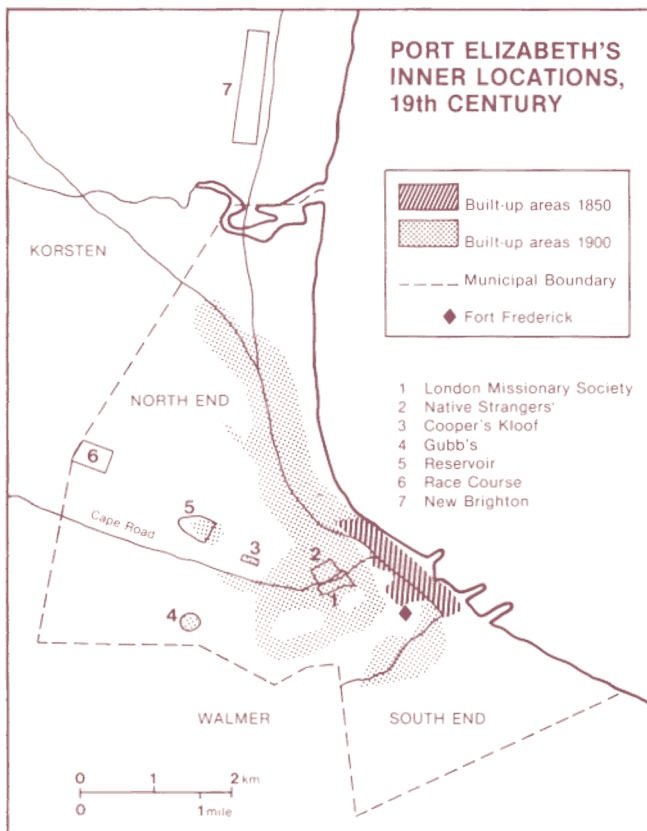 PORT ELIZABETH'S
INNER LOCATIONS,
19th CENTURY
Built-up areas 1850
Built-up areas 1900
Municipal Boundary
Fort Frederick
1 London Missionary Society
2 Native Strangers'
3 Cooper's Kloof
4 Gubb's
5 Reservoir
6 Race Course
7 New Brighton
7
KORSTEN
NORTH END
6
5
Cape Road
3
2
1
4
WALMER
SOUTH END
0 1 2 km
0 1 mile